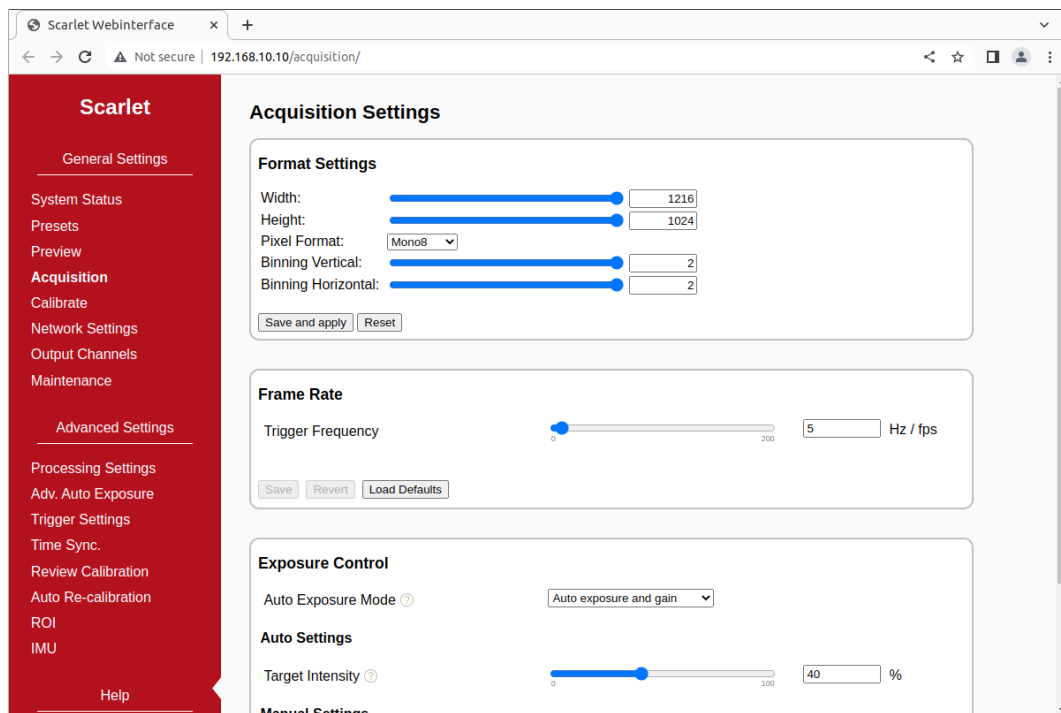 Scarlet Webinterface
Not secure 192.168.10.10/acquisition/
Scarlet
General Settings
System Status
Presets
Preview
Acquisition
Calibrate
Network Settings
Output Channels
Maintenance
Advanced Settings
Processing Settings
Adv. Auto Exposure
Trigger Settings
Time Sync.
Review Calibration
Auto Re-calibration
ROI
IMU
Help
Acquisition Settings
Format Settings
Width: 1216
Height: 1024
Pixel Format: Mono8
Binning Vertical: 2
Binning Horizontal: 2
Save and apply Reset
Frame Rate
Trigger Frequency 5 Hz / fps
0 200
Save Revert Load Defaults
Exposure Control
Auto Exposure Mode ? Auto exposure and gain
Auto Settings
Target Intensity ? 40 %
0 100
Manual Settings